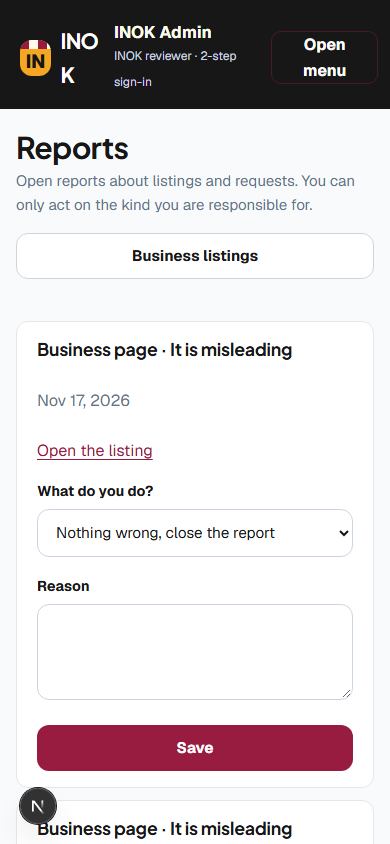 IN
INO
K
INOK Admin
INOK reviewer · 2-step
sign-in
Open
menu
Reports
Open reports about listings and requests. You can
only act on the kind you are responsible for.
Business listings
Business page · It is misleading
Nov 17, 2026
Open the listing
What do you do?
Nothing wrong, close the report
Reason
Save
N
Business page · It is misleading